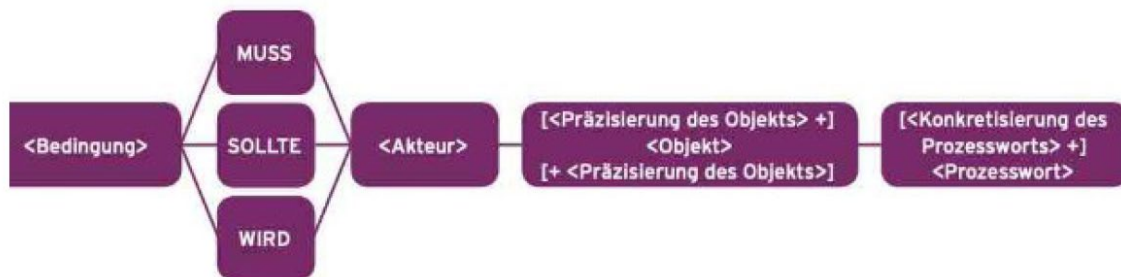 <Bedingung>
MUSS
SOLLTE
WIRD
<Akteur>
[<Präzisierung des Objekts> +]
<Objekt>
[+ <Präzisierung des Objekts>]
[<Konkretisierung des
Prozessworts> +]
<Prozesswort>